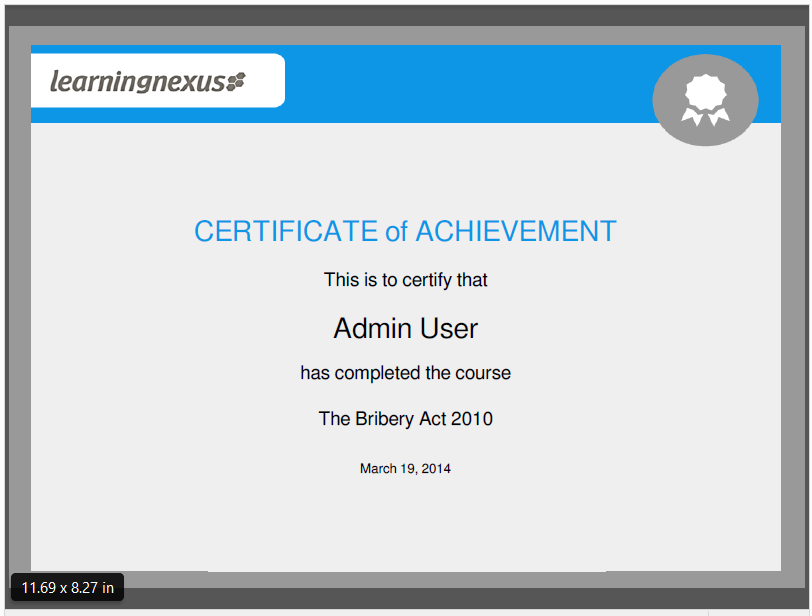 learningnexus
CERTIFICATE of ACHIEVEMENT
This is to certify that
Admin User
has completed the course
The Bribery Act 2010
March 19, 2014
11.69 x 8.27 in